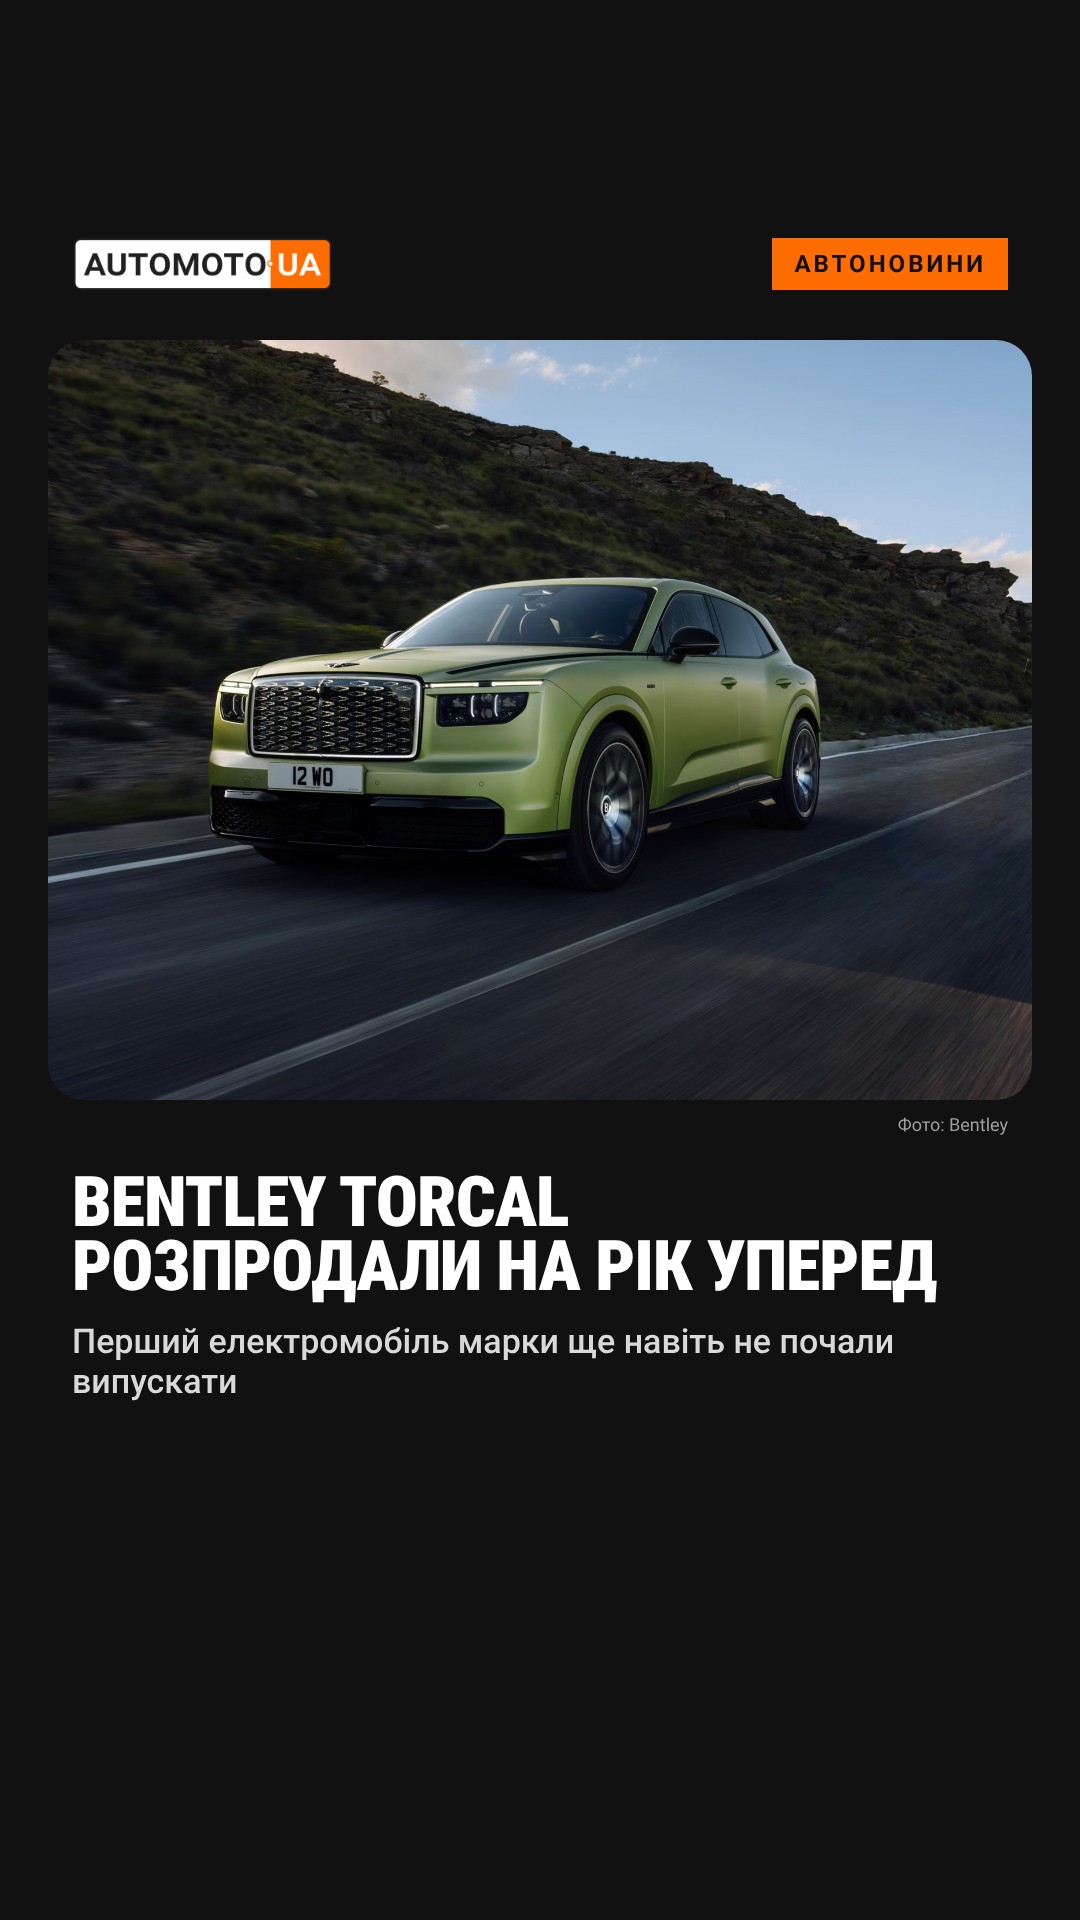 AUTOMOTO UA
АВТОНОВИНИ
12 WO
Фото: Bentley
BENTLEY TORCAL
РОЗПРОДАЛИ НА РІК УПЕРЕД
Перший електромобіль марки ще навіть не почали
випускати